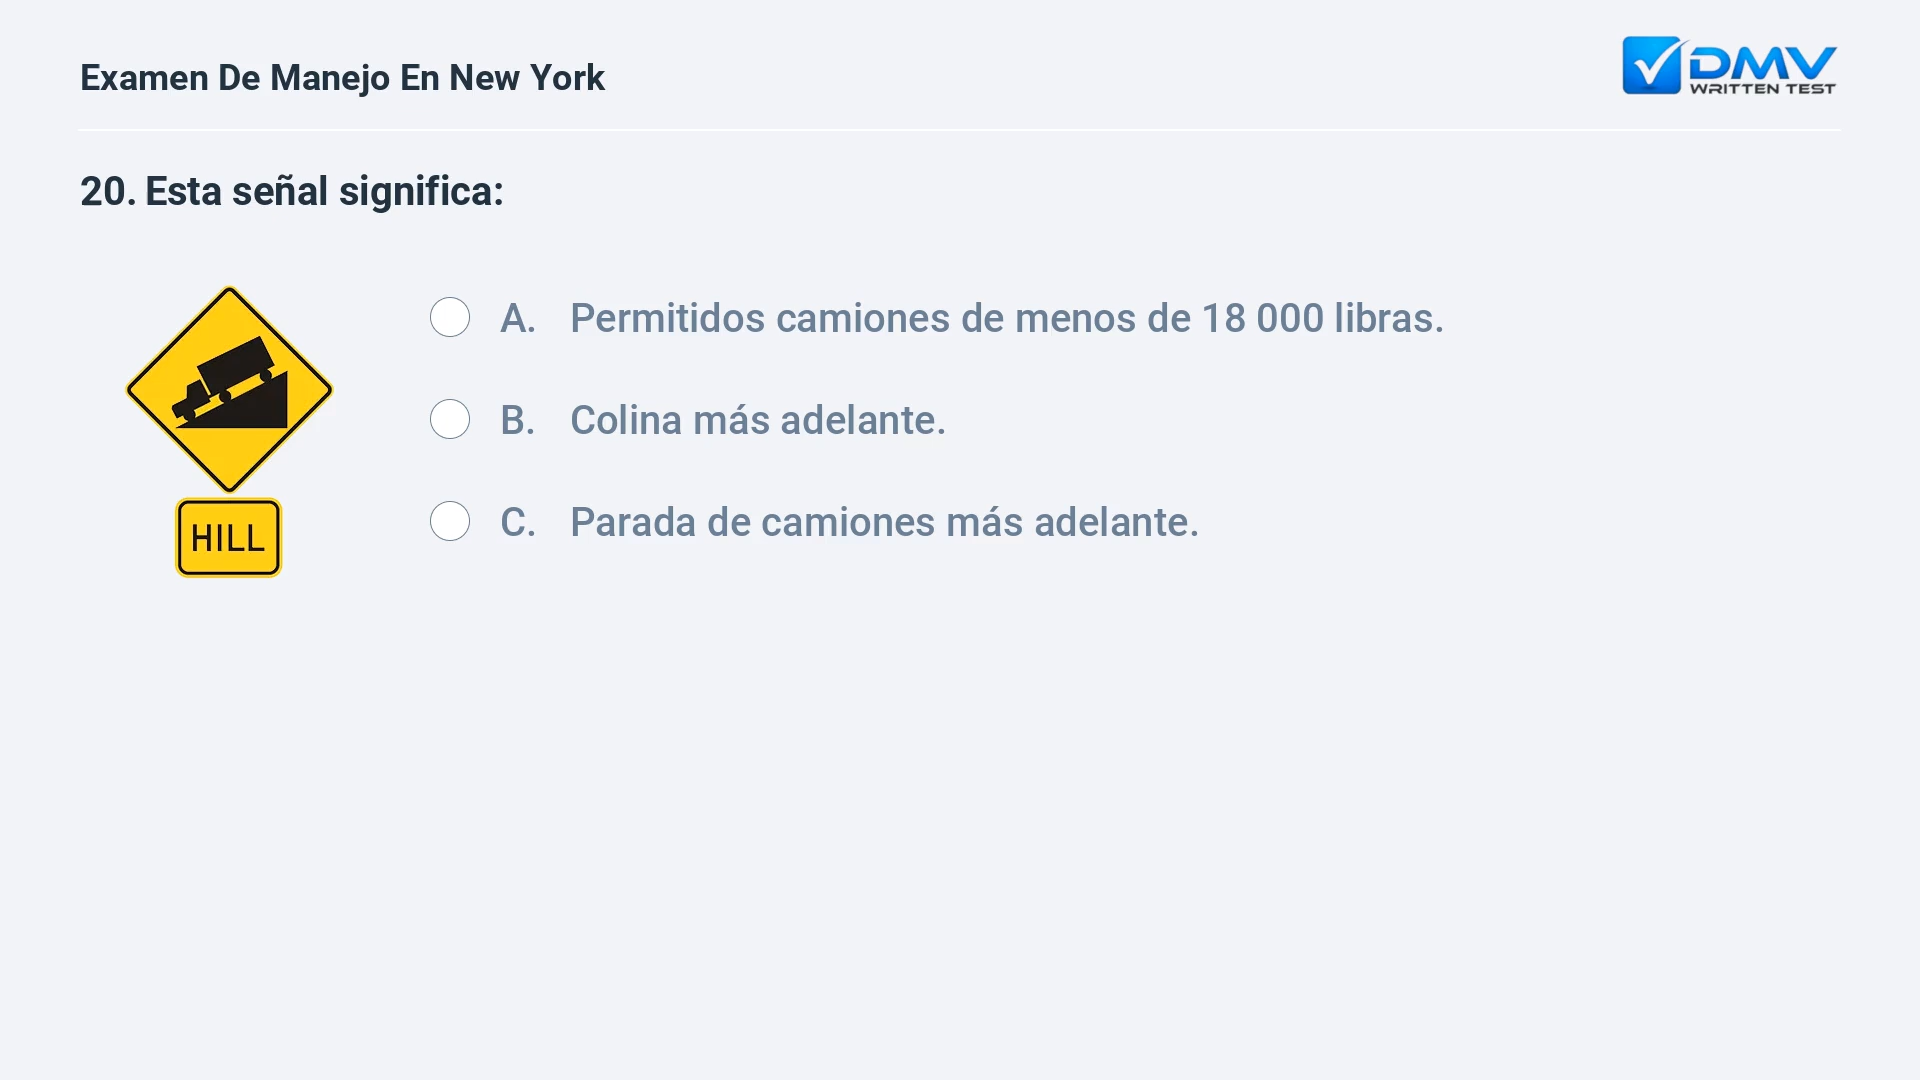 Examen De Manejo En New York
DMV
WRITTEN TEST
20. Esta señal significa:
A. Permitidos camiones de menos de 18 000 libras.
B. Colina más adelante.
C. Parada de camiones más adelante.
HILL